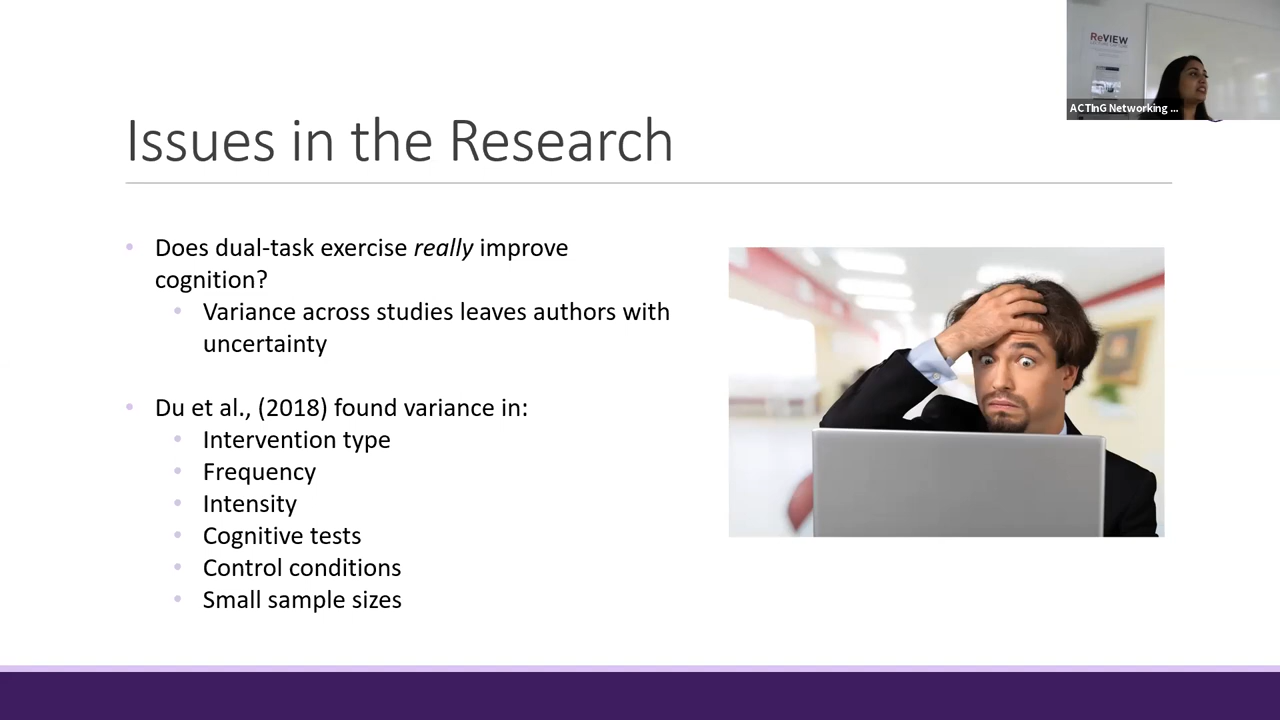 ReVIEW
ACTInG Networking ...
Issues in the Research
Does dual-task exercise really improve
cognition?
Variance across studies leaves authors with
uncertainty
Du et al., (2018) found variance in:
Intervention type
Frequency
Intensity
Cognitive tests
Control conditions
Small sample sizes